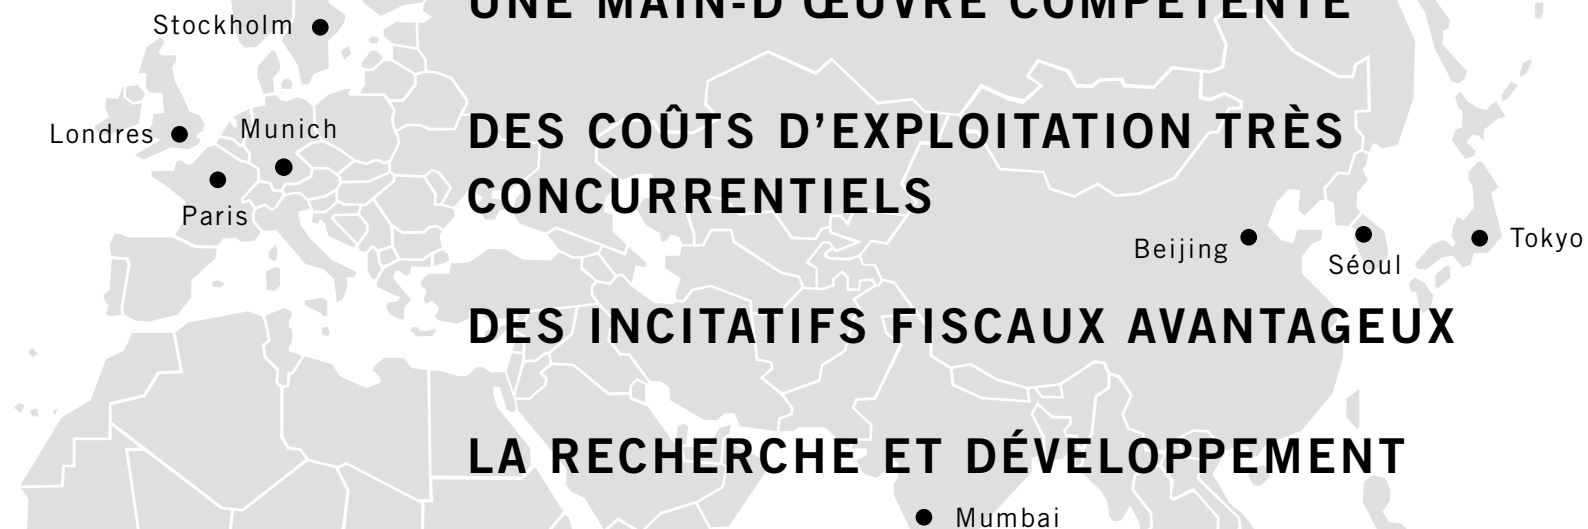 UNE MAIN-D'ŒUVRE COMPÉTENTE
Stockholm
DES COÛTS D’EXPLOITATION TRÈS
Londres
Munich
CONCURRENTIELS
Paris
Beijing
Séoul
Tokyo
DES INCITATIFS FISCAUX AVANTAGEUX
LA RECHERCHE ET DÉVELOPPEMENT
Mumbai